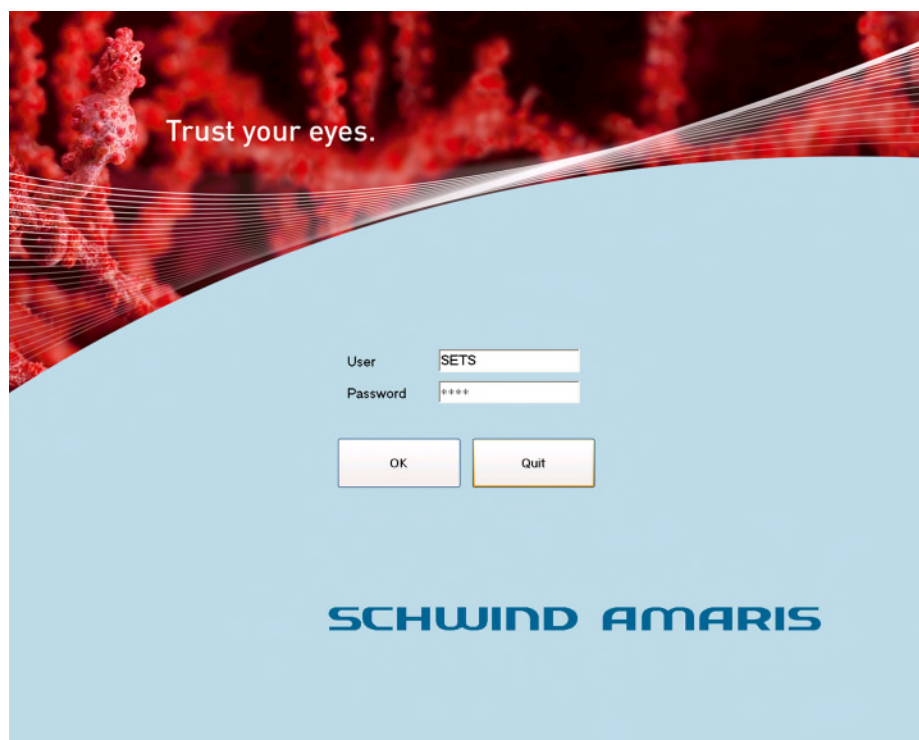 Trust your eyes.
User SETS
Password ****
OK Quit
SCHWIND AMARIS